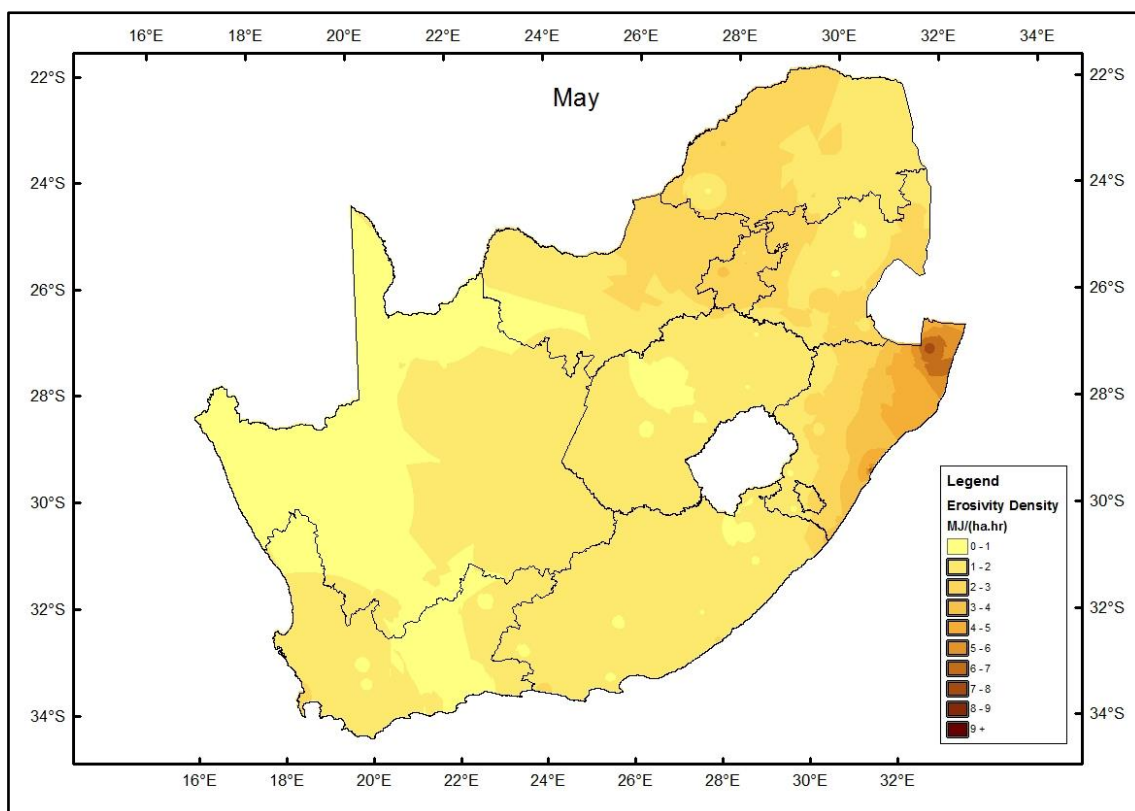 16°E 18°E 20°E 22°E 24°E 26°E 28°E 30°E 32°E 34°E
May
22°S 22°S
24°S 24°S
26°S 26°S
28°S 28°S
30°S 30°S
32°S 32°S
34°S 34°S
Legend
Erosivity Density
MJ/(ha.hr)
0 - 1
1 - 2
2 - 3
3 - 4
4 - 5
5 - 6
6 - 7
7 - 8
8 - 9
9 +
16°E 18°E 20°E 22°E 24°E 26°E 28°E 30°E 32°E